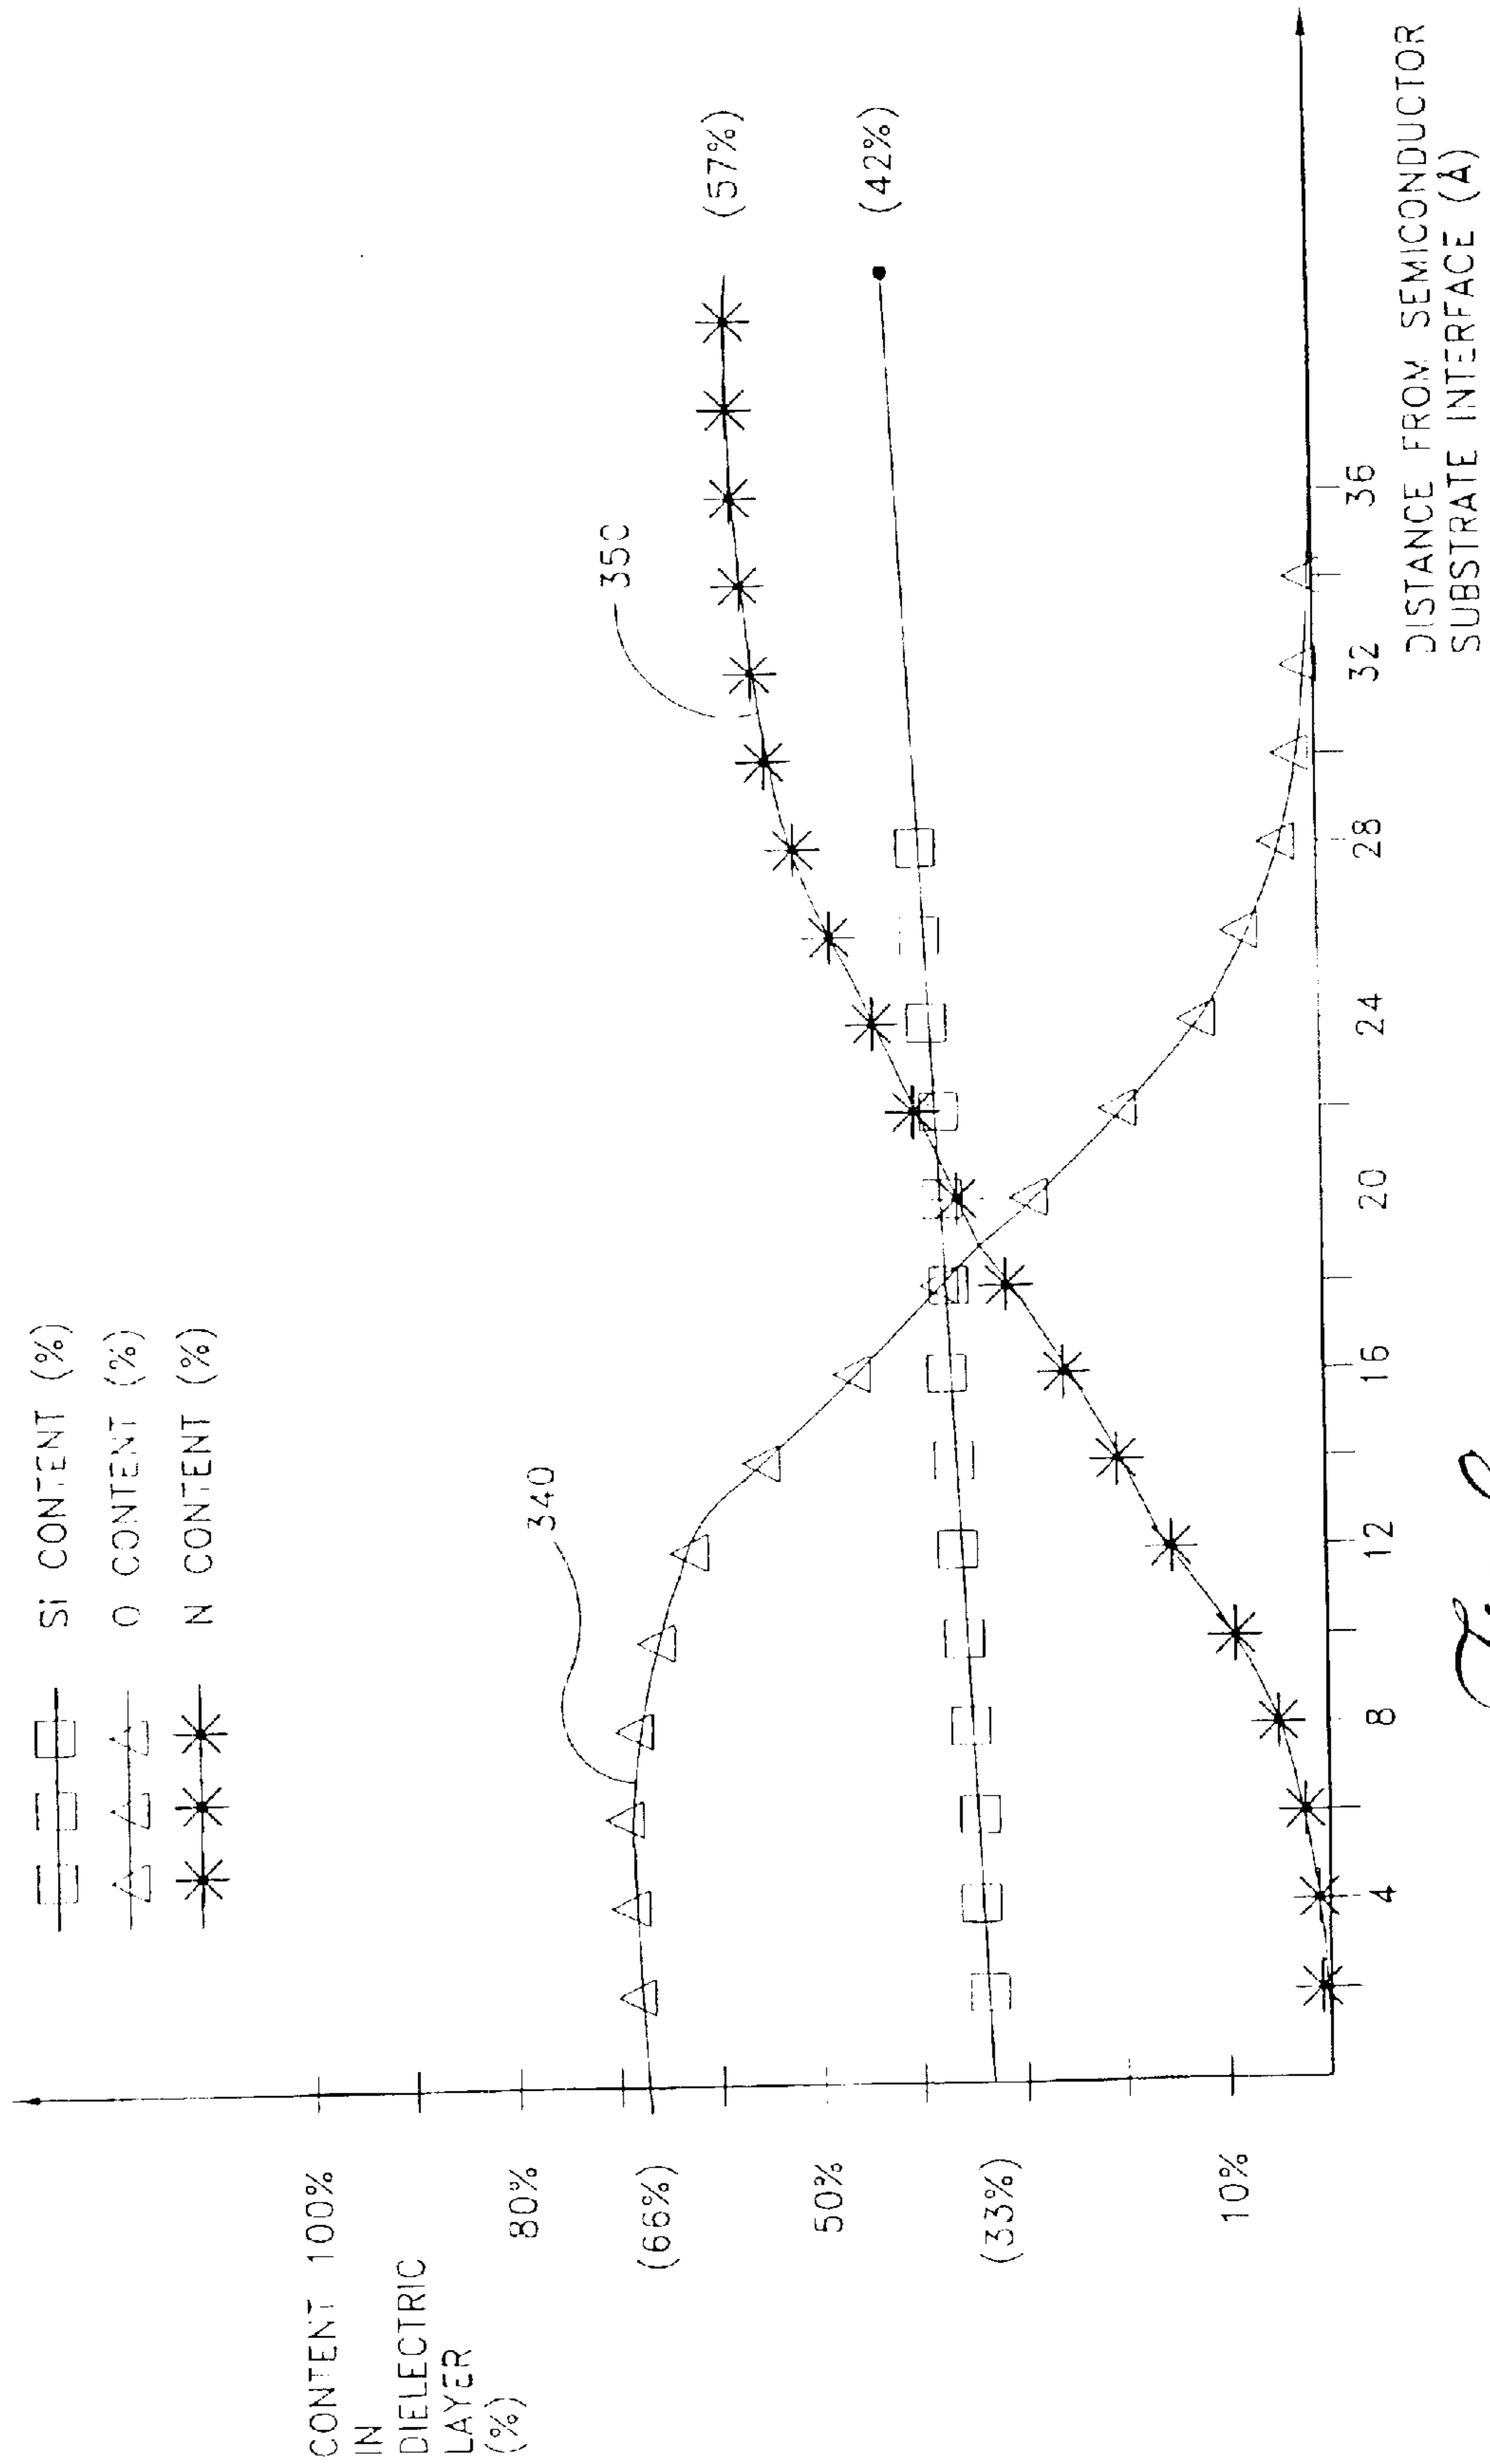 Si CONTENT (%)
O CONTENT (%)
N CONTENT (%)
CONTENT 100%
IN
DIELECTRIC
LAYER
(%)
80%
(66%)
50%
(33%)
10%
340
350
(57%)
(42%)
4
8
12
16
20
24
28
32
36
DISTANCE FROM SEMICONDUCTOR
SUBSTRATE INTERFACE (Å)